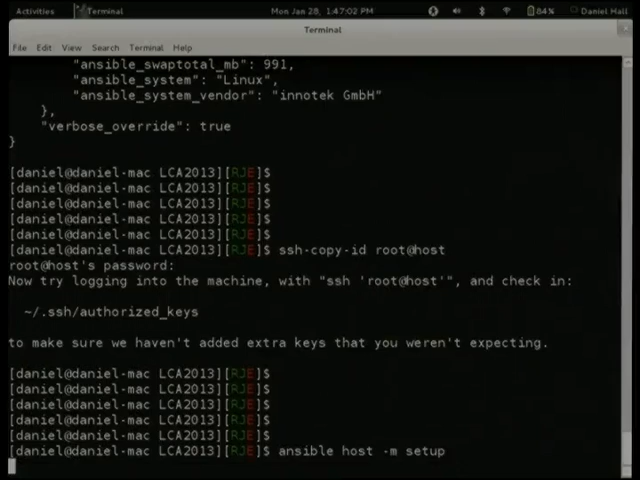 Activities Terminal Mon Jan 28, 1:47:02 PM 84% Daniel Hall
Terminal
File Edit View Search Terminal Help
"ansible_swaptotal_mb": 991,
"ansible_system": "Linux",
"ansible_system_vendor": "innotek GmbH"
},
"verbose_override": true
}
[daniel@daniel-mac LCA2013][RJE]$
[daniel@daniel-mac LCA2013][RJE]$
[daniel@daniel-mac LCA2013][RJE]$
[daniel@daniel-mac LCA2013][RJE]$
[daniel@daniel-mac LCA2013][RJE]$
[daniel@daniel-mac LCA2013][RJE]$ ssh-copy-id root@host
root@host's password:
Now try logging into the machine, with "ssh 'root@host'", and check in:
~/.ssh/authorized_keys
to make sure we haven't added extra keys that you weren't expecting.
[daniel@daniel-mac LCA2013][RJE]$
[daniel@daniel-mac LCA2013][RJE]$
[daniel@daniel-mac LCA2013][RJE]$
[daniel@daniel-mac LCA2013][RJE]$
[daniel@daniel-mac LCA2013][RJE]$
[daniel@daniel-mac LCA2013][RJE]$ ansible host -m setup